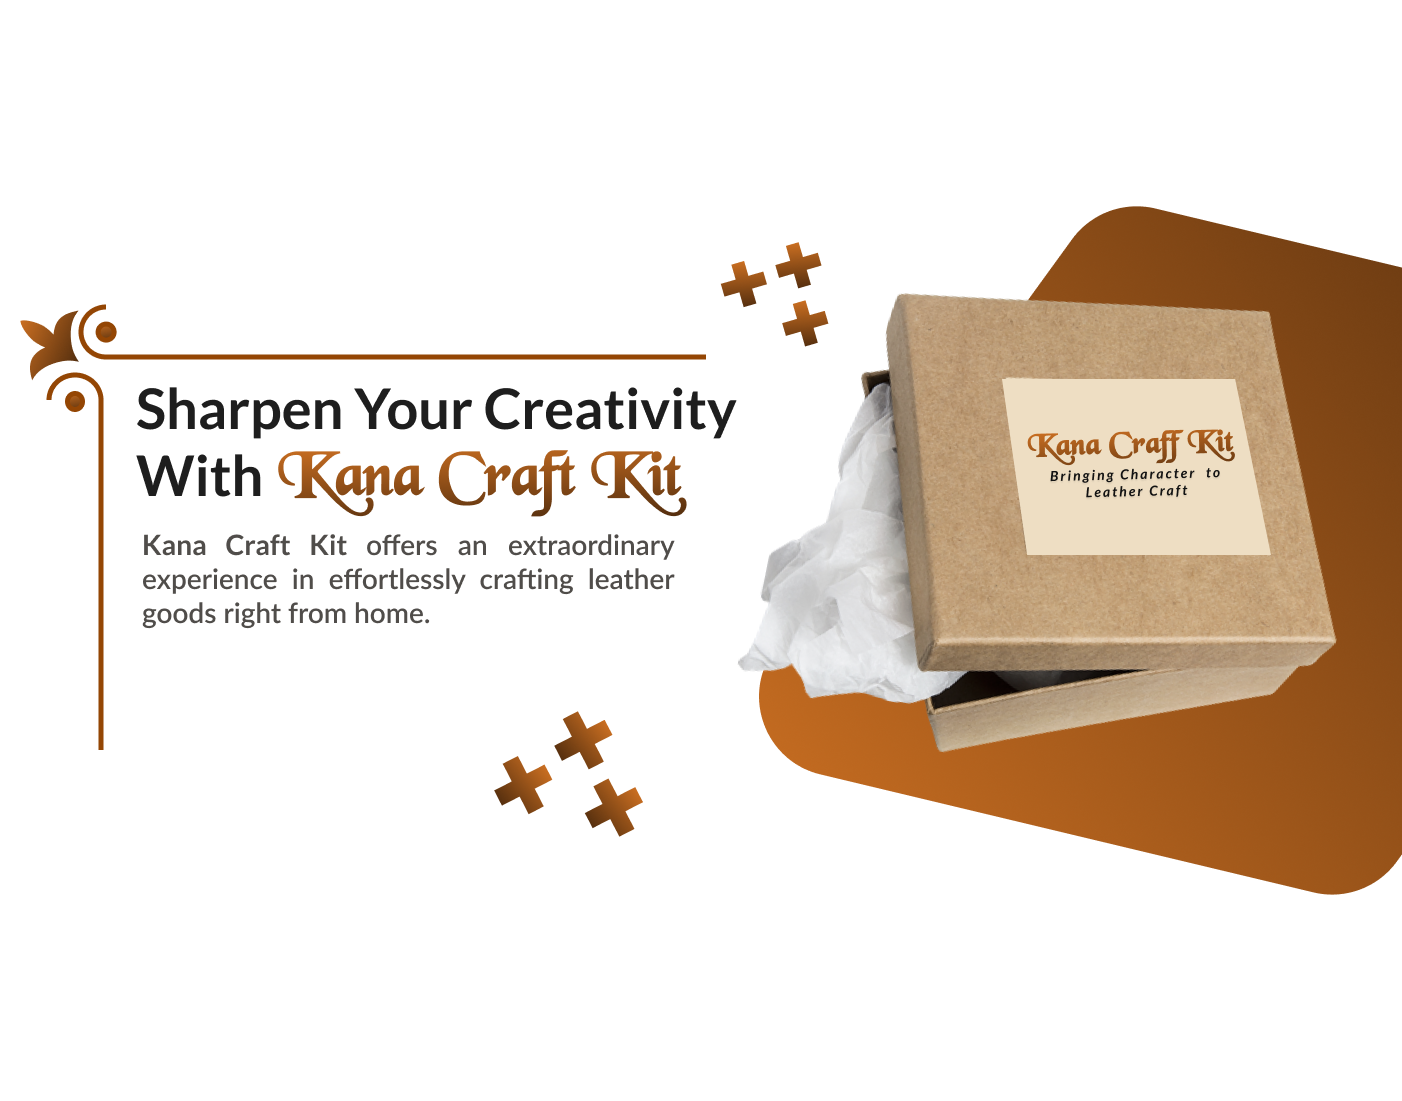 Sharpen Your Creativity
With Kana Craft Kit
Kana Craft Kit offers an extraordinary
experience in effortlessly crafting leather
goods right from home.
Kana Craff Kit
Bringing Character to
Leather Craft